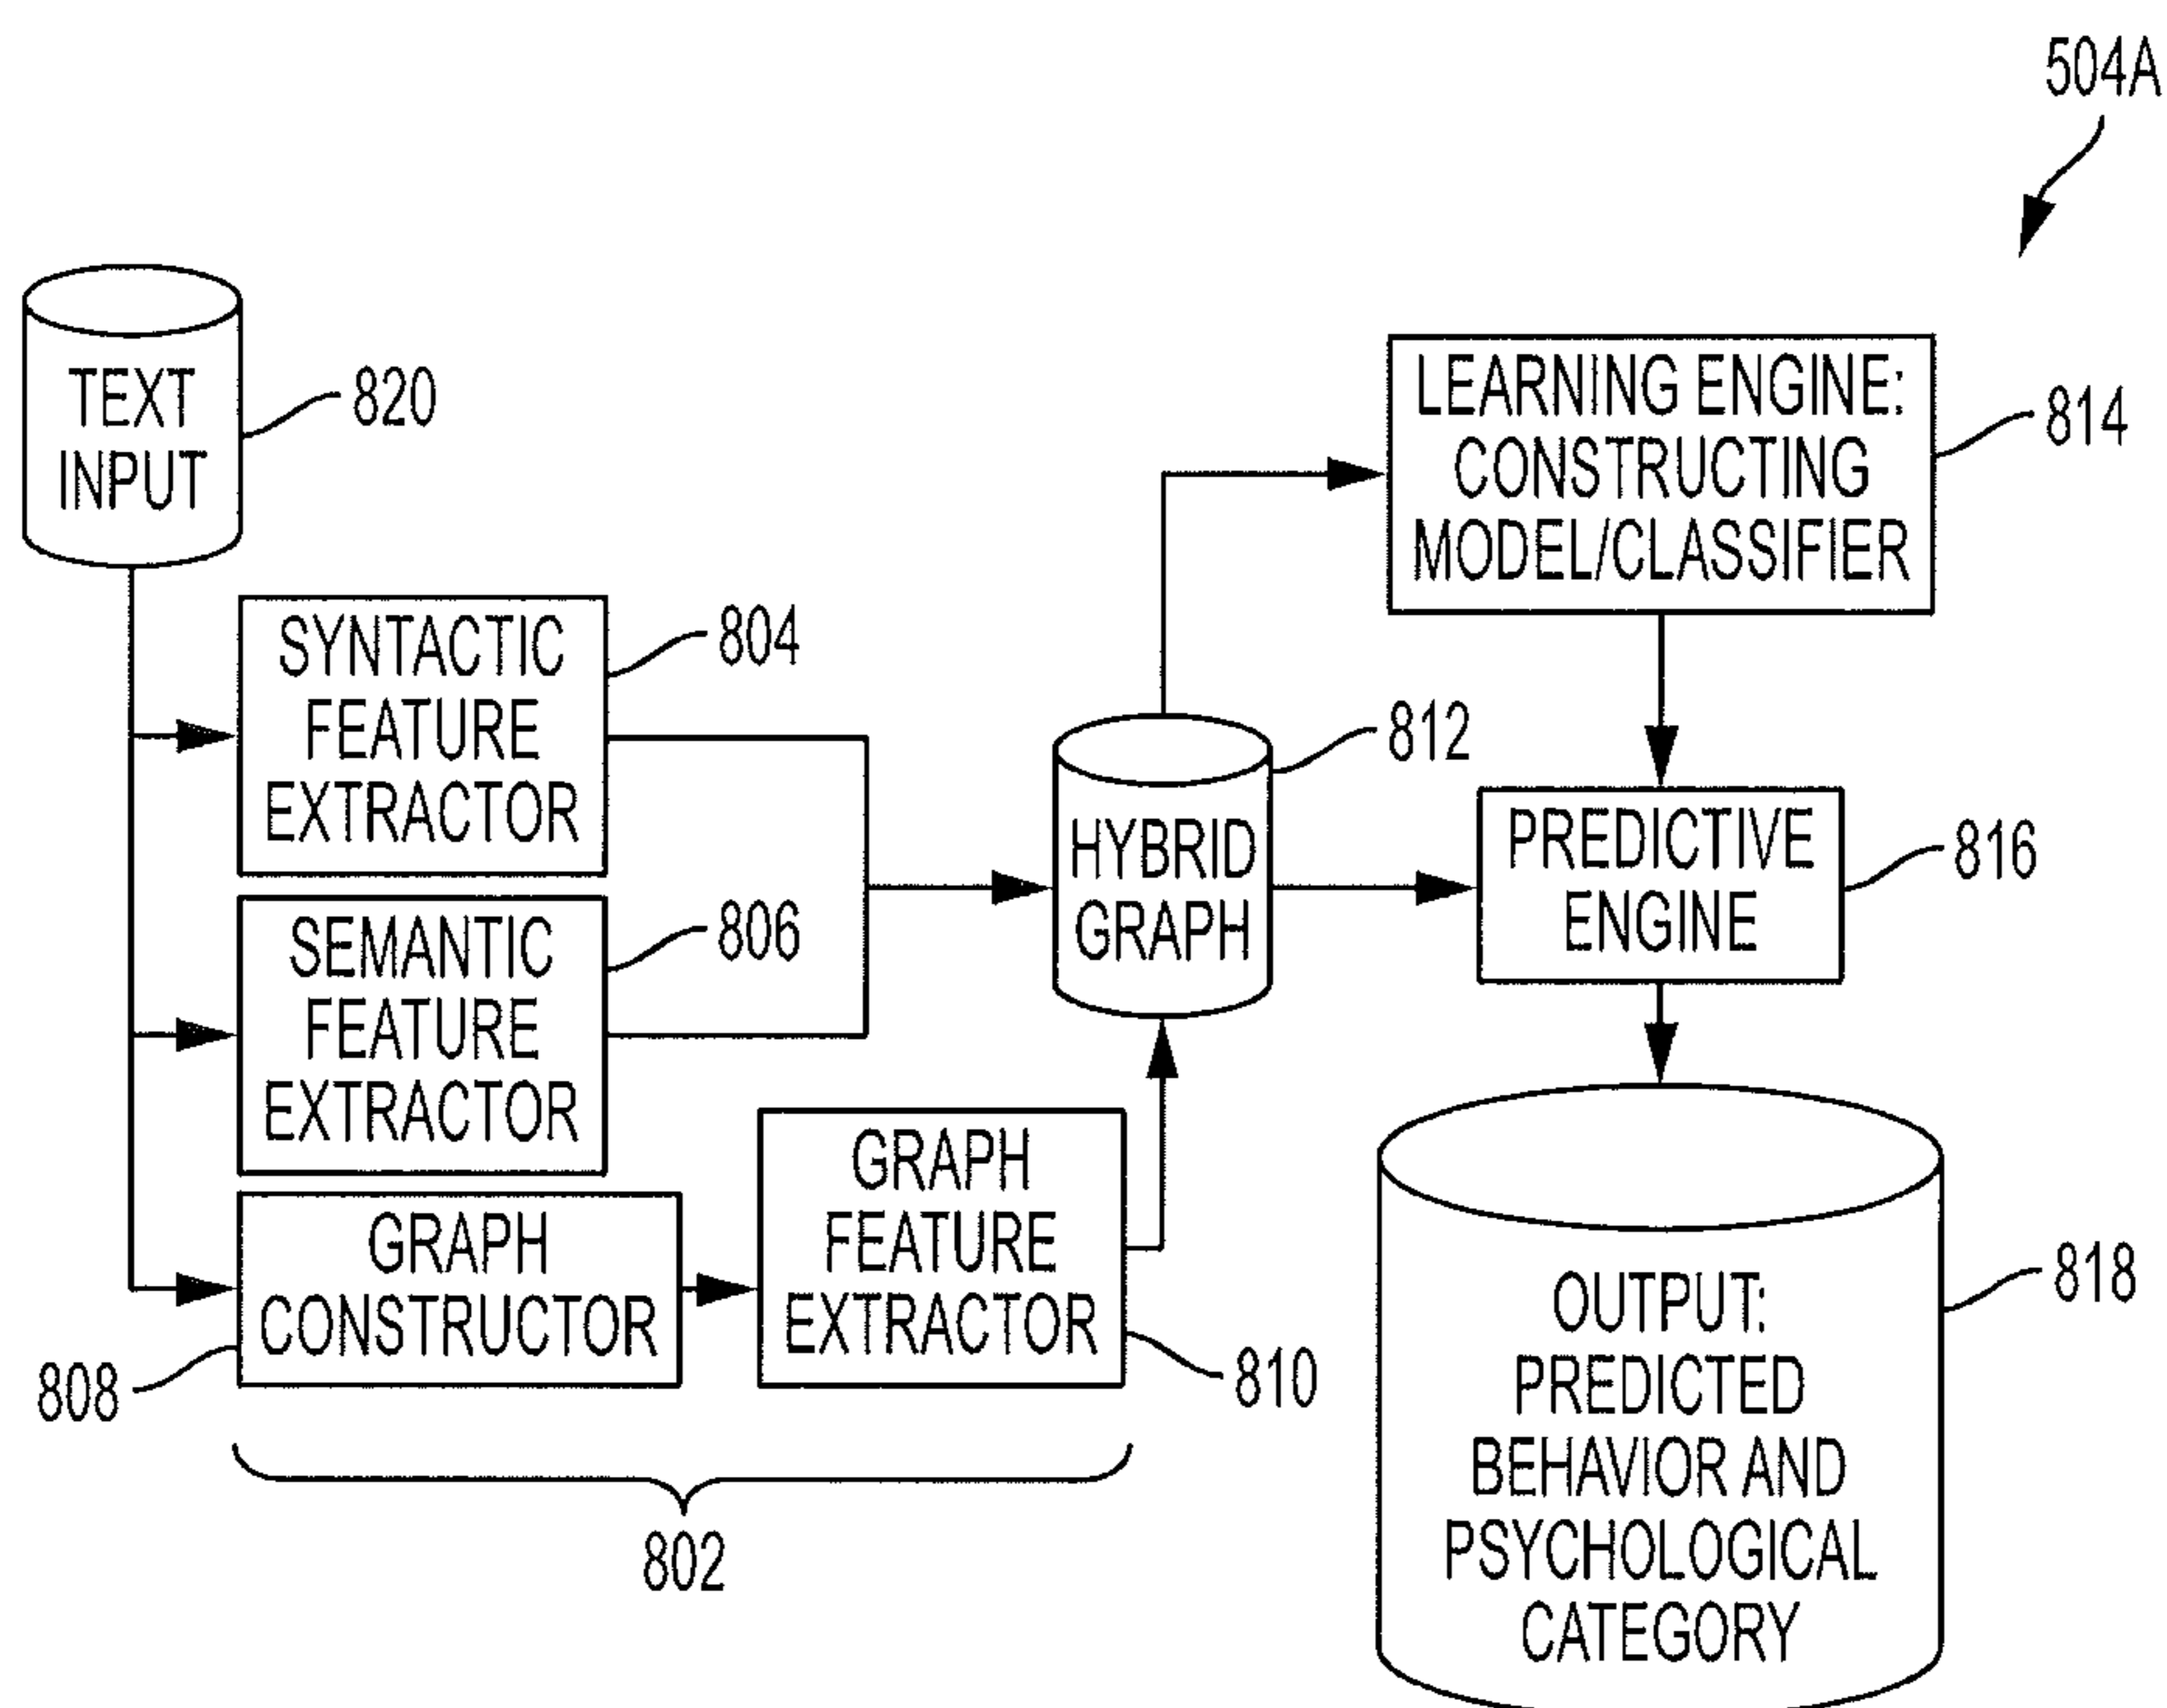 504A
TEXT
INPUT
820
LEARNING ENGINE:
CONSTRUCTING
MODEL/CLASSIFIER
814
SYNTACTIC
FEATURE
EXTRACTOR
804
SEMANTIC
FEATURE
EXTRACTOR
806
HYBRID
GRAPH
812
PREDICTIVE
ENGINE
816
GRAPH
CONSTRUCTOR
808
GRAPH
FEATURE
EXTRACTOR
810
802
OUTPUT:
PREDICTED
BEHAVIOR AND
PSYCHOLOGICAL
CATEGORY
818